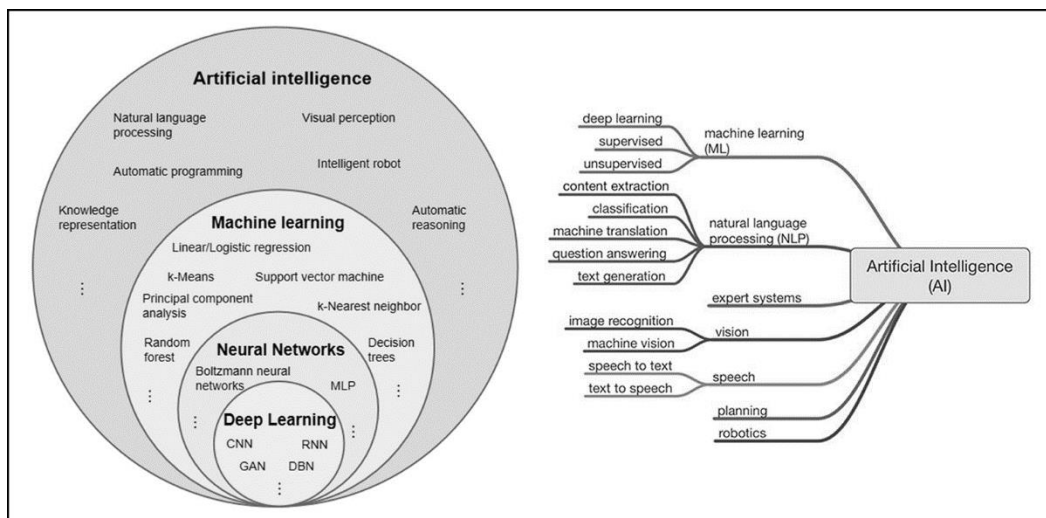 Artificial intelligence
Natural language
processing
Visual perception
Automatic programming
Intelligent robot
Knowledge
representation
Automatic
reasoning
Machine learning
Linear/Logistic regression
k-Means
Support vector machine
Principal component
analysis
k-Nearest neighbor
Random
forest
Decision
trees
Neural Networks
Boltzmann neural
networks
MLP
Deep Learning
CNN
RNN
GAN
DBN
deep learning
supervised
unsupervised
machine learning
(ML)
content extraction
classification
machine translation
question answering
text generation
natural language
processing (NLP)
expert systems
image recognition
machine vision
vision
speech to text
text to speech
speech
planning
robotics
Artificial Intelligence
(AI)